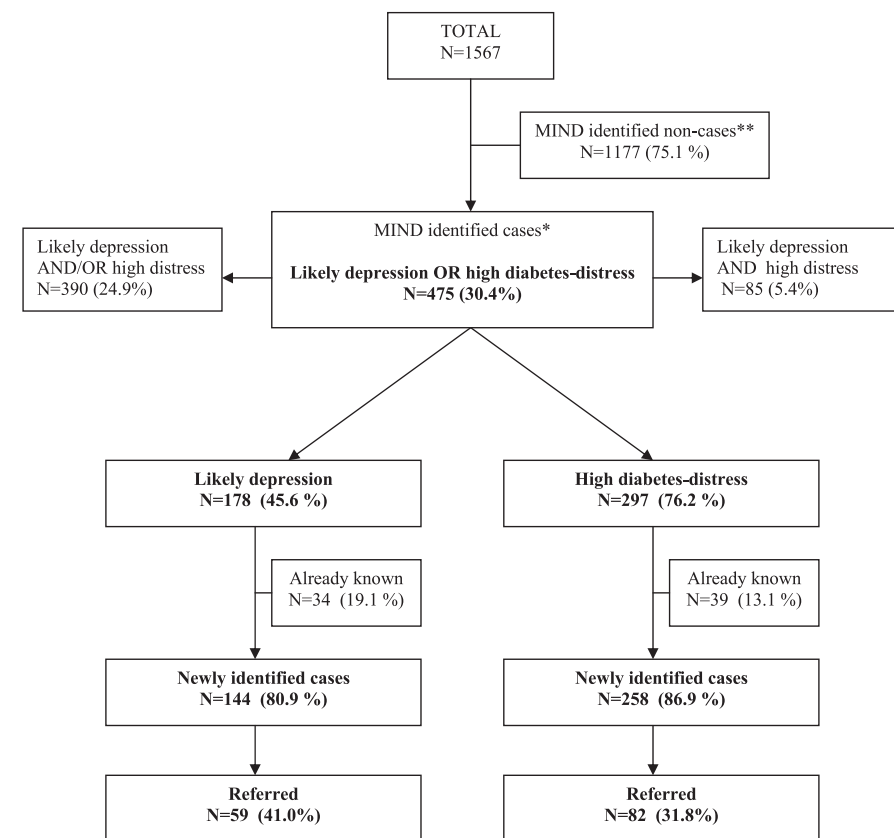 TOTAL
N=1567
MIND identified non-cases**
N=1177 (75.1 %)
MIND identified cases*
Likely depression OR high diabetes-distress
N=475 (30.4%)
Likely depression
AND/OR high distress
N=390 (24.9%)
Likely depression
AND  high distress
N=85 (5.4%)
Likely depression
N=178  (45.6 %)
High diabetes-distress
N=297  (76.2 %)
Already known
N=34  (19.1 %)
Already known
N=39  (13.1 %)
Newly identified cases
N=144  (80.9 %)
Newly identified cases
N=258  (86.9 %)
Referred
N=59  (41.0%)
Referred
N=82  (31.8%)